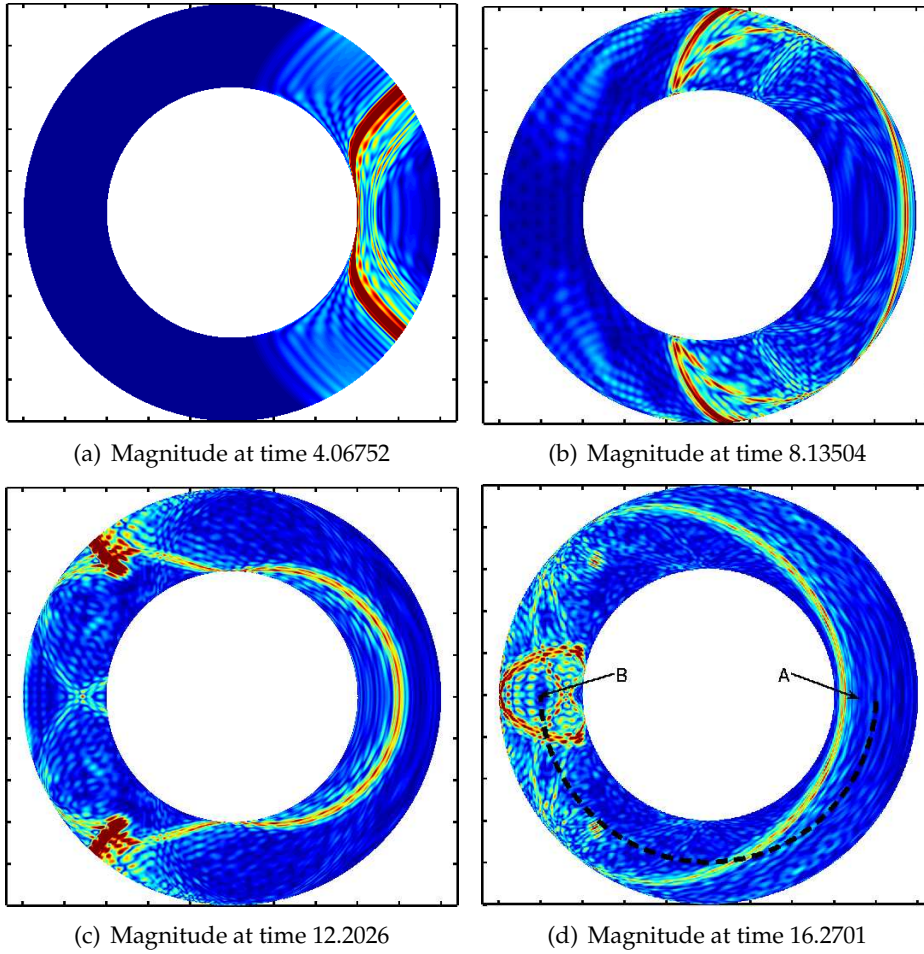 (a) Magnitude at time 4.06752
(b) Magnitude at time 8.13504
B
A
(c) Magnitude at time 12.2026
(d) Magnitude at time 16.2701